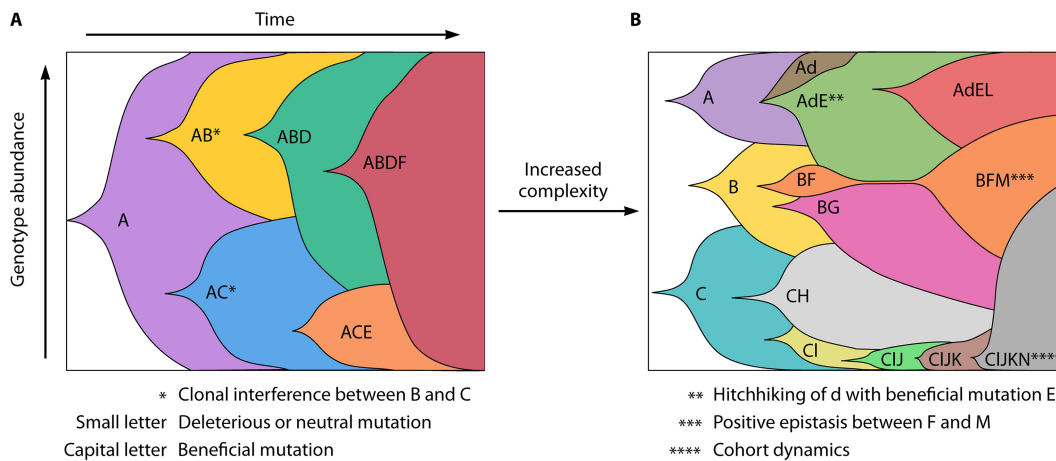 A
Time
B
Genotype abundance
A
AB*
AC*
ABD
ACE
ABDF
Increased
complexity
A
Ad
AdE**
AdEL
B
BF
BG
BFM***
C
CH
CI
CIJ
CIJK
CIJKN****
* Clonal interference between B and C
Small letter Deleterious or neutral mutation
Capital letter Beneficial mutation
** Hitchhiking of d with beneficial mutation E
*** Positive epistasis between F and M
**** Cohort dynamics